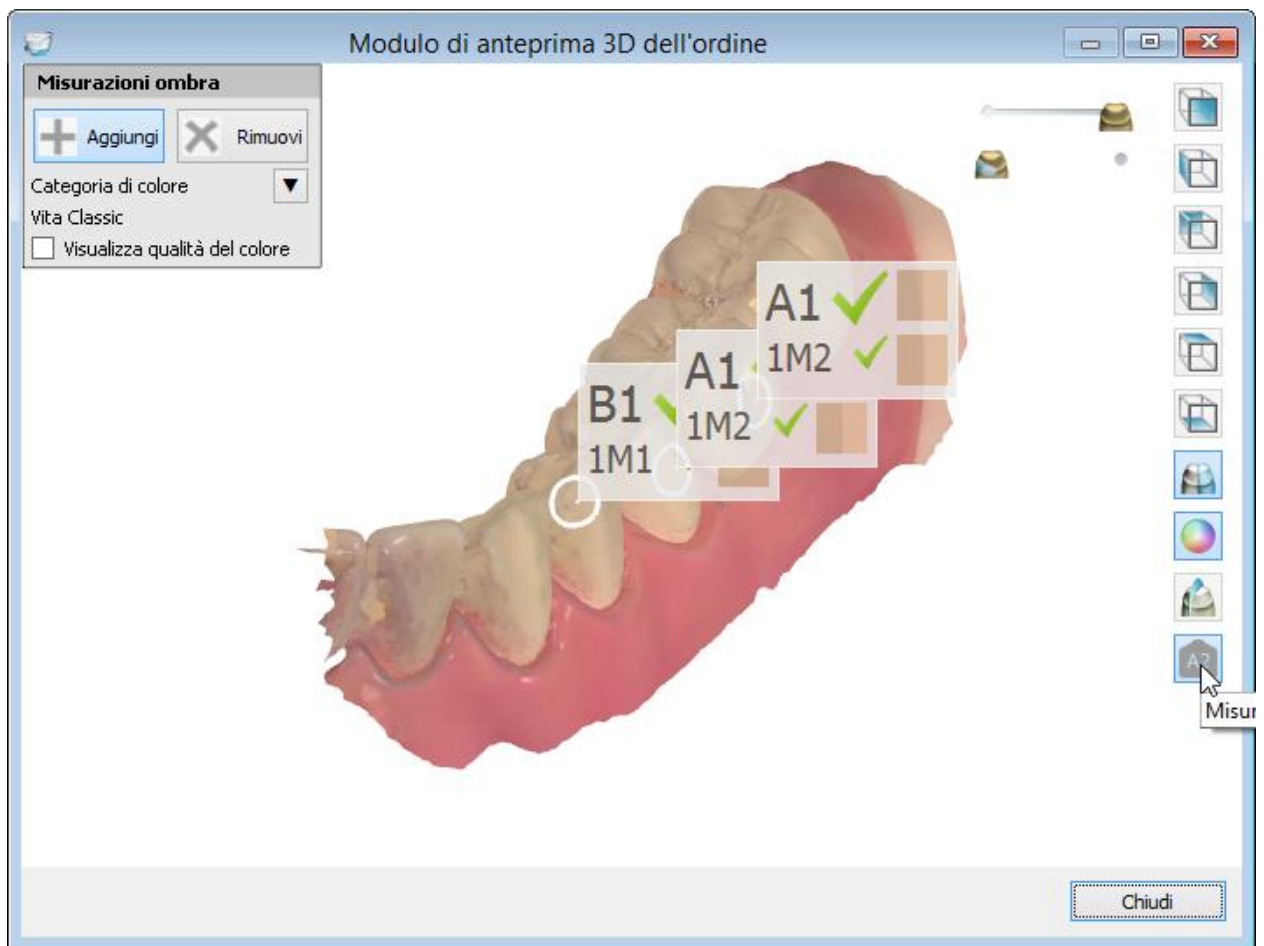 Modulo di anteprima 3D dell'ordine
Misurazioni ombra
Aggiungi
Rimuovi
Categoria di colore
Vita Classic
Visualizza qualità del colore
A1
1M2
A1
1M2
B1
1M1
A2
Misur
Chiudi